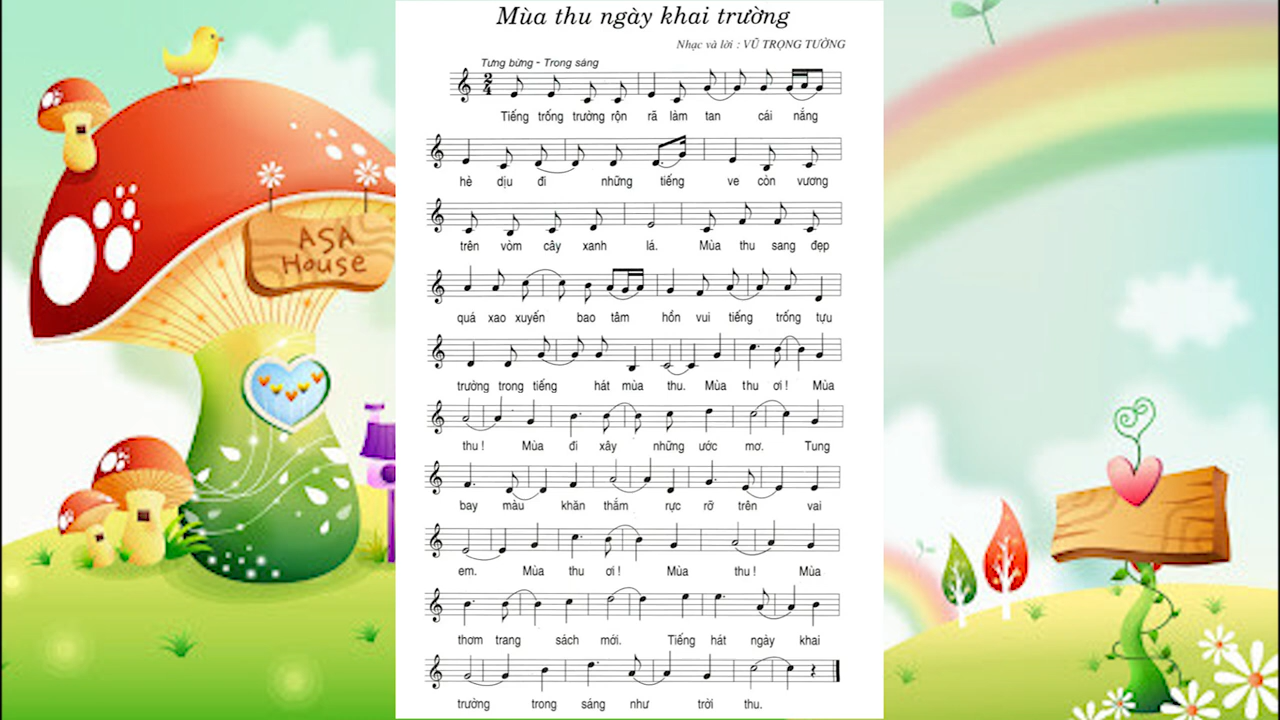 Mùa thu ngày khai trường
Nhạc và lời : VŨ TRỌNG TƯỜNG
Tưng bừng - Trong sáng
2
4
Tiếng trống trường rộn rã làm tan cái nắng
hè dịu đi những tiếng ve còn vương
trên vòm cây xanh lá. Mùa thu sang đẹp
quá xao xuyến bao tâm hồn vui tiếng trống tựu
trường trong tiếng hát mùa thu. Mùa thu ơi! Mùa
thu! Mùa đi xây những ước mơ. Tung
bay màu khăn thắm rực rỡ trên vai
em. Mùa thu ơi! Mùa thu! Mùa
thơm trang sách mới. Tiếng hát ngày khai
trường trong sáng như trời thu.
ASA
House